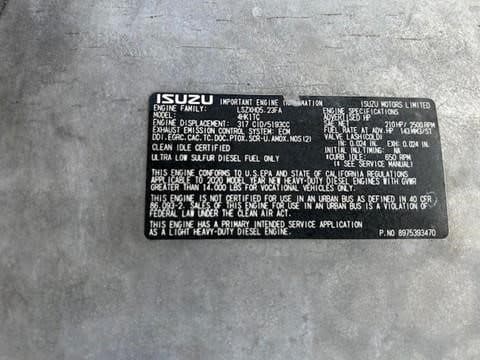 ISUZU IMPORTANT ENGINE INFORMATION ISUZU MOTORS LIMITED
ENGINE FAMILY: LSZXH05.23FA ENGINE SPECIFICATIONS
MODEL: 4HK1TC ADVERTISED HP
ENGINE DISPLACEMENT: 317 CID/5193CC SAE NET 210HP/ 2500RPM
EXHAUST EMISSION CONTROL SYSTEM: ECM FUEL RATE AT ADV.HP 143MM3/ST
DDI,EGRC,CAC,TC,DOC,PTOX,SCR-U,AMOX,NOS(2) VALVE LASH(COLD)
IN: 0.024 IN EXH: 0.024 IN
CLEAN IDLE CERTIFIED INITIAL INJECTION TIMING: NA
*CURB IDLE: 650 RPM
ULTRA LOW SULFUR DIESEL FUEL ONLY (* SEE SERVICE MANUAL)
THIS ENGINE CONFORMS TO U.S.EPA AND STATE OF CALIFORNIA REGULATIONS
APPLICABLE TO 2020 MODEL YEAR NEW HEAVY-DUTY DIESEL ENGINES WITH GVWR
GREATER THAN 14,000 LBS FOR VOCATIONAL VEHICLES ONLY.
THIS ENGINE IS NOT CERTIFIED FOR USE IN AN URBAN BUS AS DEFINED IN 40 CFR
86.093-2. SALE OF THIS ENGINE FOR USE IN AN URBAN BUS IS A VIOLATION OF
FEDERAL LAW UNDER THE CLEAN AIR ACT.
THIS ENGINE HAS A PRIMARY INTENDED SERVICE APPLICATION
AS A LIGHT HEAVY-DUTY DIESEL ENGINE. P.NO 8975393470